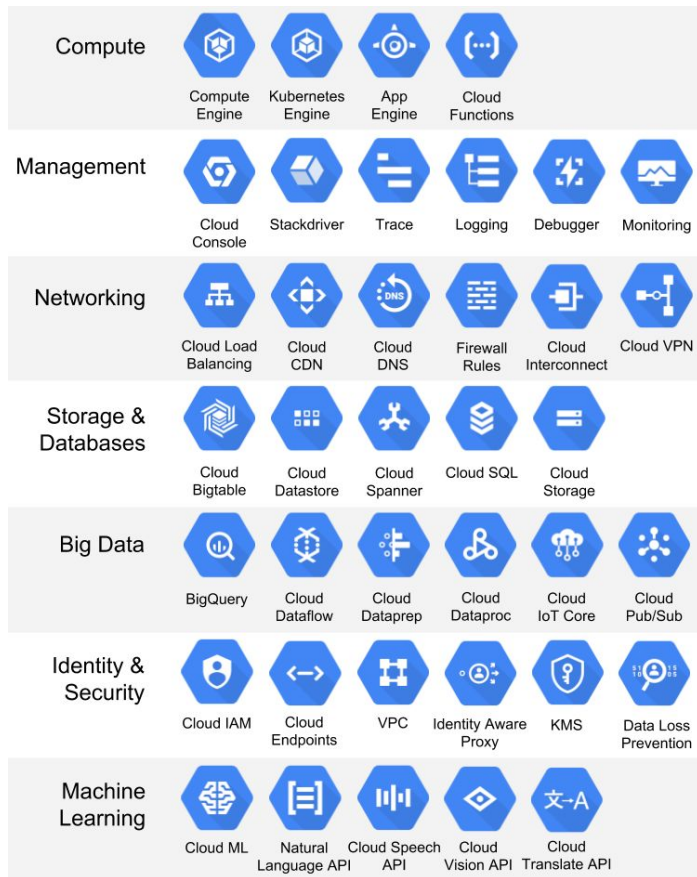 Compute
Compute
Engine
Kubernetes
Engine
App
Engine
Cloud
Functions
Management
Cloud
Console
Stackdriver
Trace
Logging
Debugger
Monitoring
Networking
Cloud Load
Balancing
Cloud
CDN
DNS
Cloud
DNS
Firewall
Rules
Cloud
Interconnect
Cloud VPN
Storage &
Databases
Cloud
Bigtable
Cloud
Datastore
Cloud
Spanner
Cloud SQL
Cloud
Storage
Big Data
BigQuery
Cloud
Dataflow
Cloud
Dataprep
Cloud
Dataproc
Cloud
IoT Core
Cloud
Pub/Sub
Identity &
Security
Cloud IAM
Cloud
Endpoints
VPC
Identity Aware
Proxy
KMS
Data Loss
Prevention
Machine
Learning
Cloud ML
Natural
Language API
Cloud Speech
API
Cloud
Vision API
文→A
Cloud
Translate API